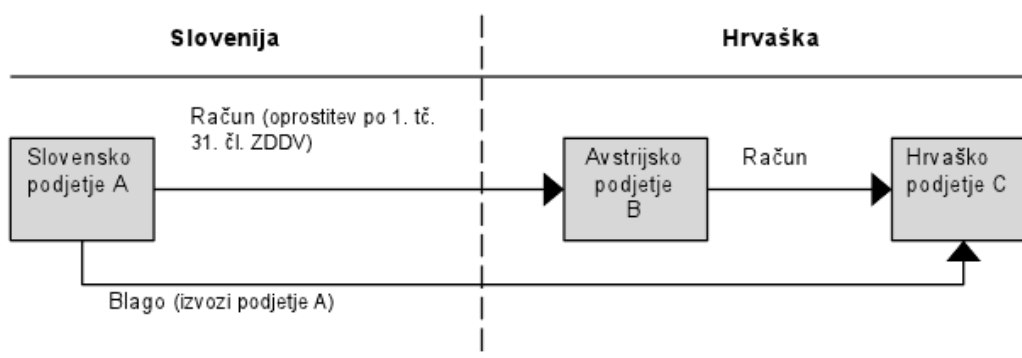 Slovenija
Hrvaška
Račun (oprostitev po 1. tč.
31. čl. ZDDV)
Slovensko
podjetje A
Avstrijsko
podjetje
B
Račun
Hrvaško
podjetje C
Blago (izvozi podjetje A)